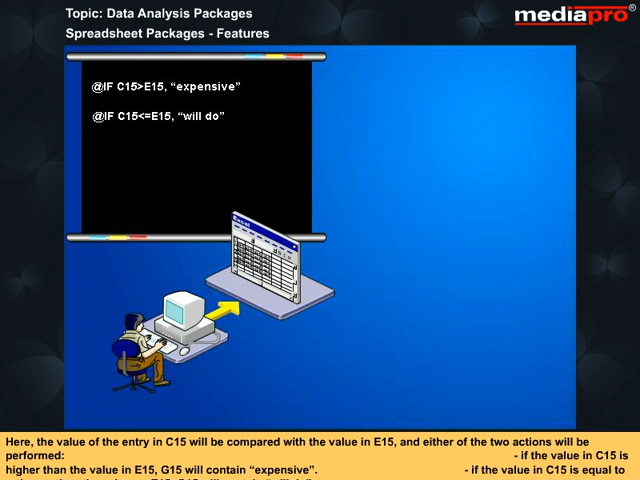 Topic: Data Analysis Packages
mediapro®
Spreadsheet Packages - Features
@IF C15>E15, “expensive”
@IF C15<=E15, “will do”
Excel
Here, the value of the entry in C15 will be compared with the value in E15, and either of the two actions will be
performed: - if the value in C15 is
higher than the value in E15, G15 will contain “expensive”. - if the value in C15 is equal to